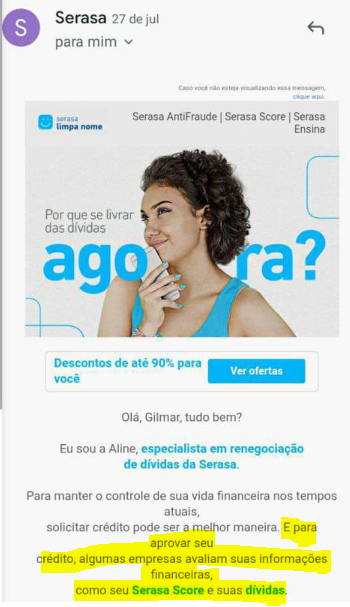 S
Serasa 27 de jul
para mim
Caso você não esteja visualizando essa mensagem,
clique aqui.
serasa
limpa nome
Serasa AntiFraude | Serasa Score | Serasa
Ensina
Por que se livrar
das dívidas
agora?
Descontos de até 90% para
você
Ver ofertas
Olá, Gilmar, tudo bem?
Eu sou a Aline, especialista em renegociação
de dívidas da Serasa.
Para manter o controle de sua vida financeira nos tempos
atuais,
solicitar crédito pode ser a melhor maneira. E para
aprovar seu
crédito, algumas empresas avaliam suas informações
financeiras,
como seu Serasa Score e suas dívidas.